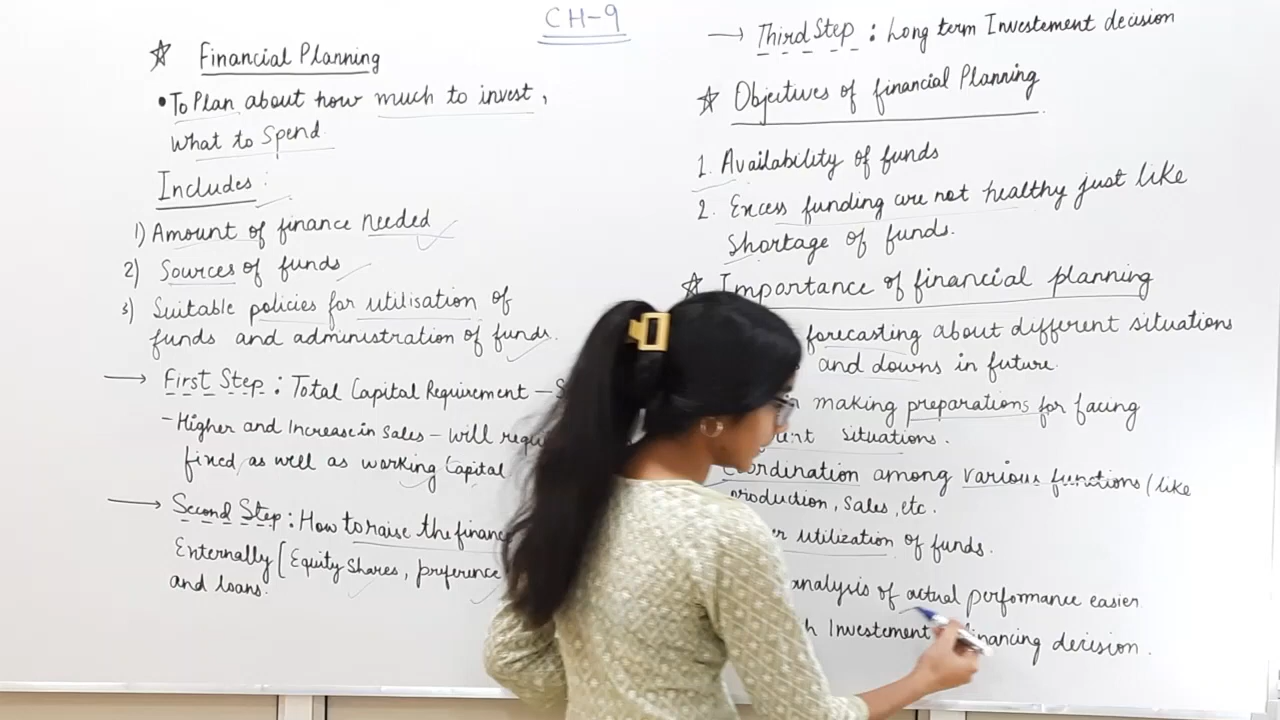 CH-9
☆ Financial Planning
• To Plan about how much to invest,
What to Spend.
Includes:
1) Amount of finance needed
2) Sources of funds
3) Suitable policies for utilisation of
funds and administration of funds.
→ First Step : Total Capital Requirement –
- Higher and Increase in Sales – will
fixed as well as working Capital
→ Second Step : How to raise the finance
Enternally [Equity Shares, preference
and loans.
→ Third Step : Long term Investement decision
☆ Objectives of financial Planning
1. Availability of funds
2. Excess funding are not healthy just like
Shortage of funds.
☆ Importance of financial planning
forecasting about different situations
and downs in future.
making preparations for facing
situations.
Coordination among various functions (like
production, Sales, etc.
utilization of funds.
analysis of actual performance easier
Investement financing decision.